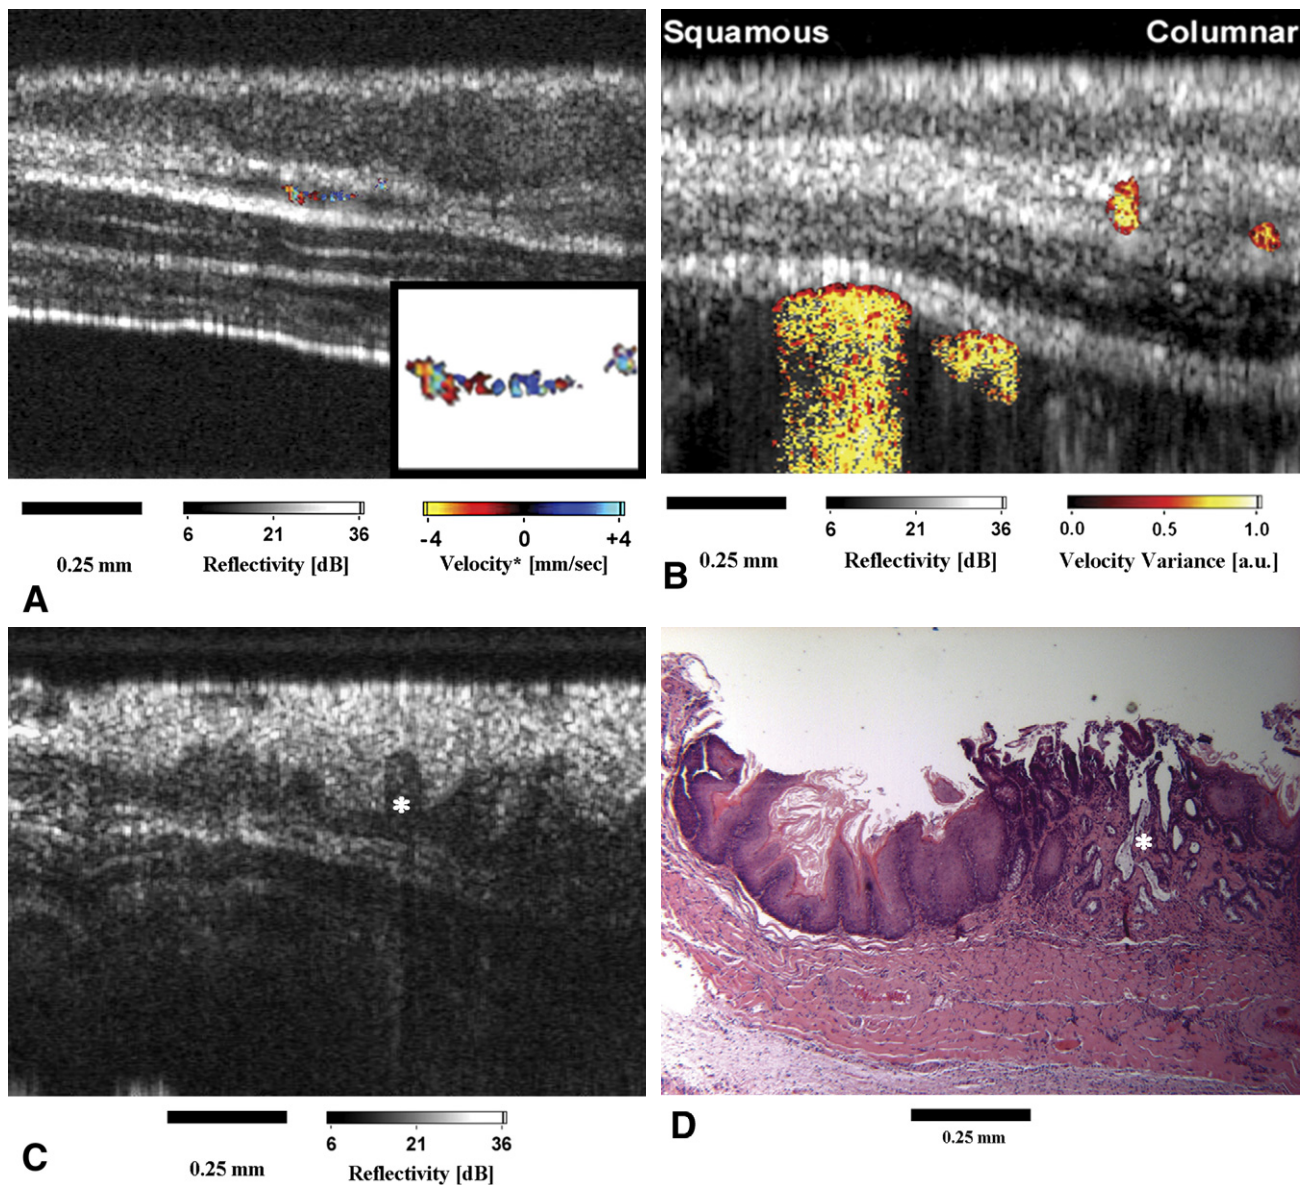 Squamous
Columnar
0.25 mm
6 21 36
Reflectivity [dB]
-4 0 +4
Velocity* [mm/sec]
A
0.25 mm
6 21 36
Reflectivity [dB]
0.0 0.5 1.0
Velocity Variance [a.u.]
B
*
*
0.25 mm
6 21 36
Reflectivity [dB]
C
0.25 mm
D